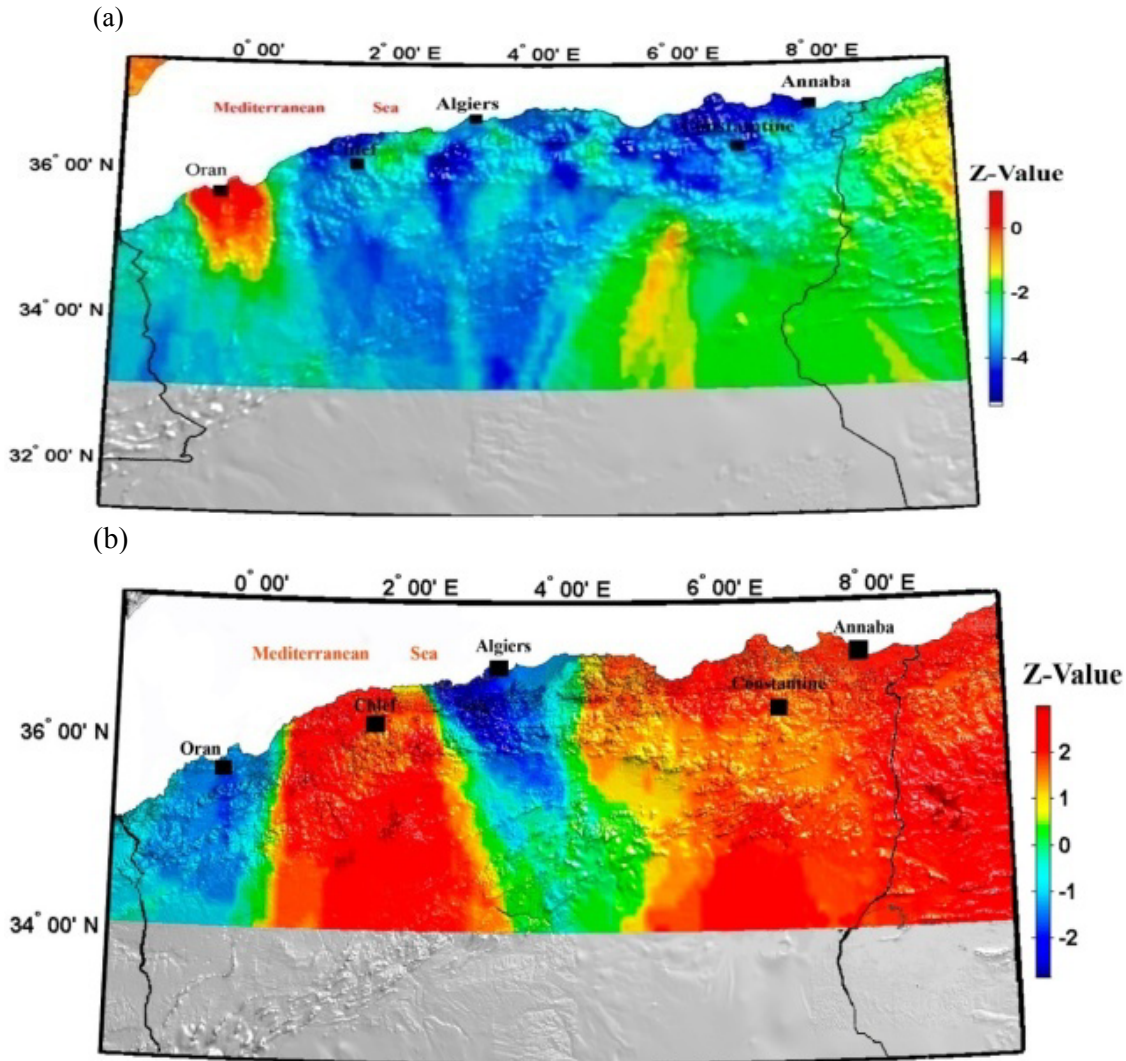 (a)
0° 00' 2° 00' E 4° 00' E 6° 00' E 8° 00' E
Annaba
Mediterranean Sea Algiers
36° 00' N
Oran
Z-Value
0
-2
34° 00' N
-4
32° 00' N
(b)
0° 00' 2° 00' E 4° 00' E 6° 00' E 8° 00' E
Annaba
Mediterranean Sea Algiers
Constamine
Z-Value
Chlef
36° 00' N
Oran
2
1
0
-1
34° 00' N
-2